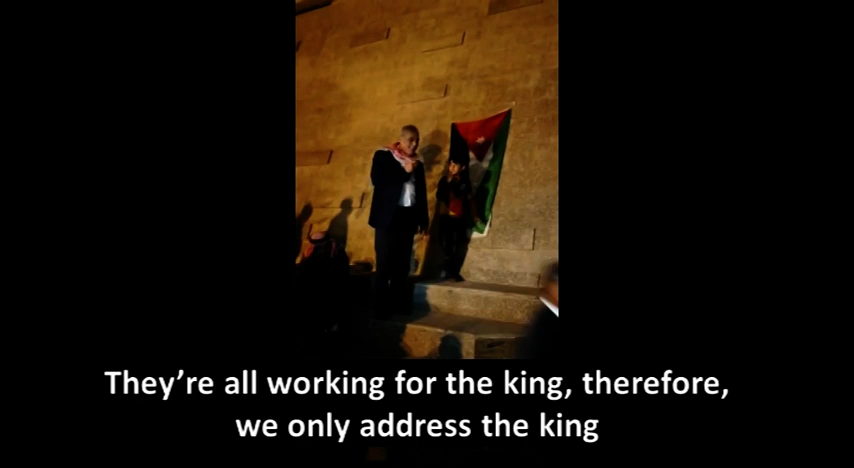 They’re all working for the king, therefore,
we only address the king